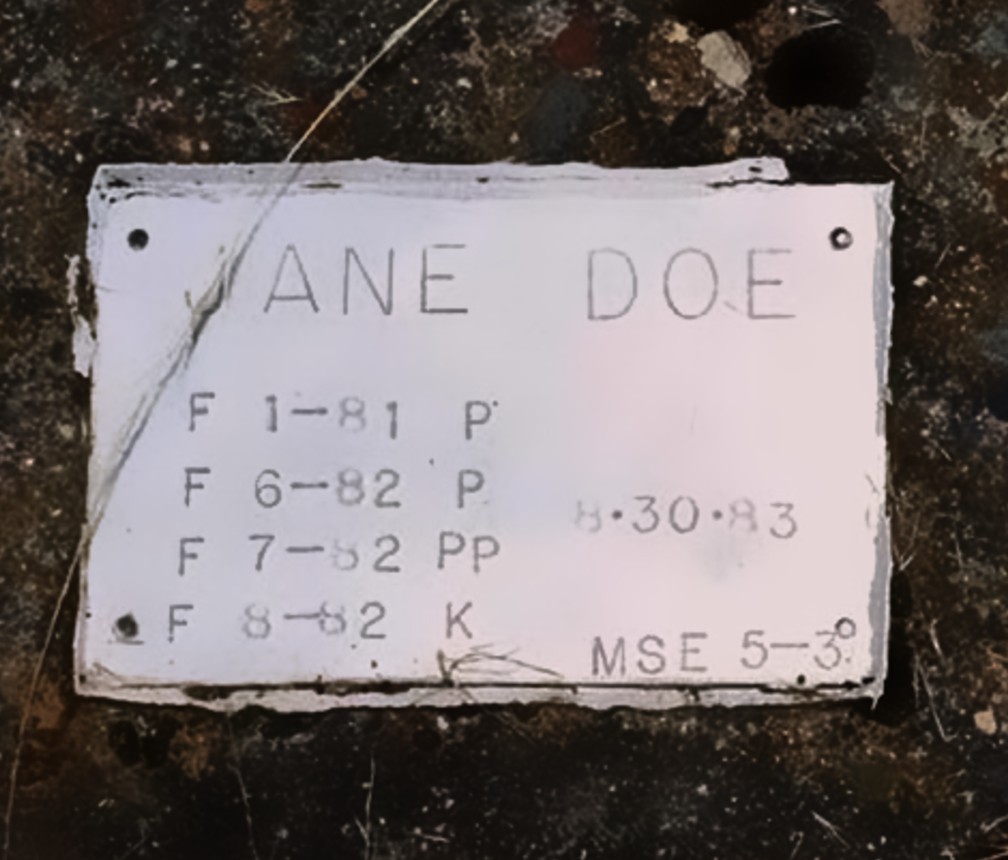 JANE DOE
F 1-81 P
F 6-82 P
F 7-82 PP
F 8-82 K
8·30·83
MSE 5-3